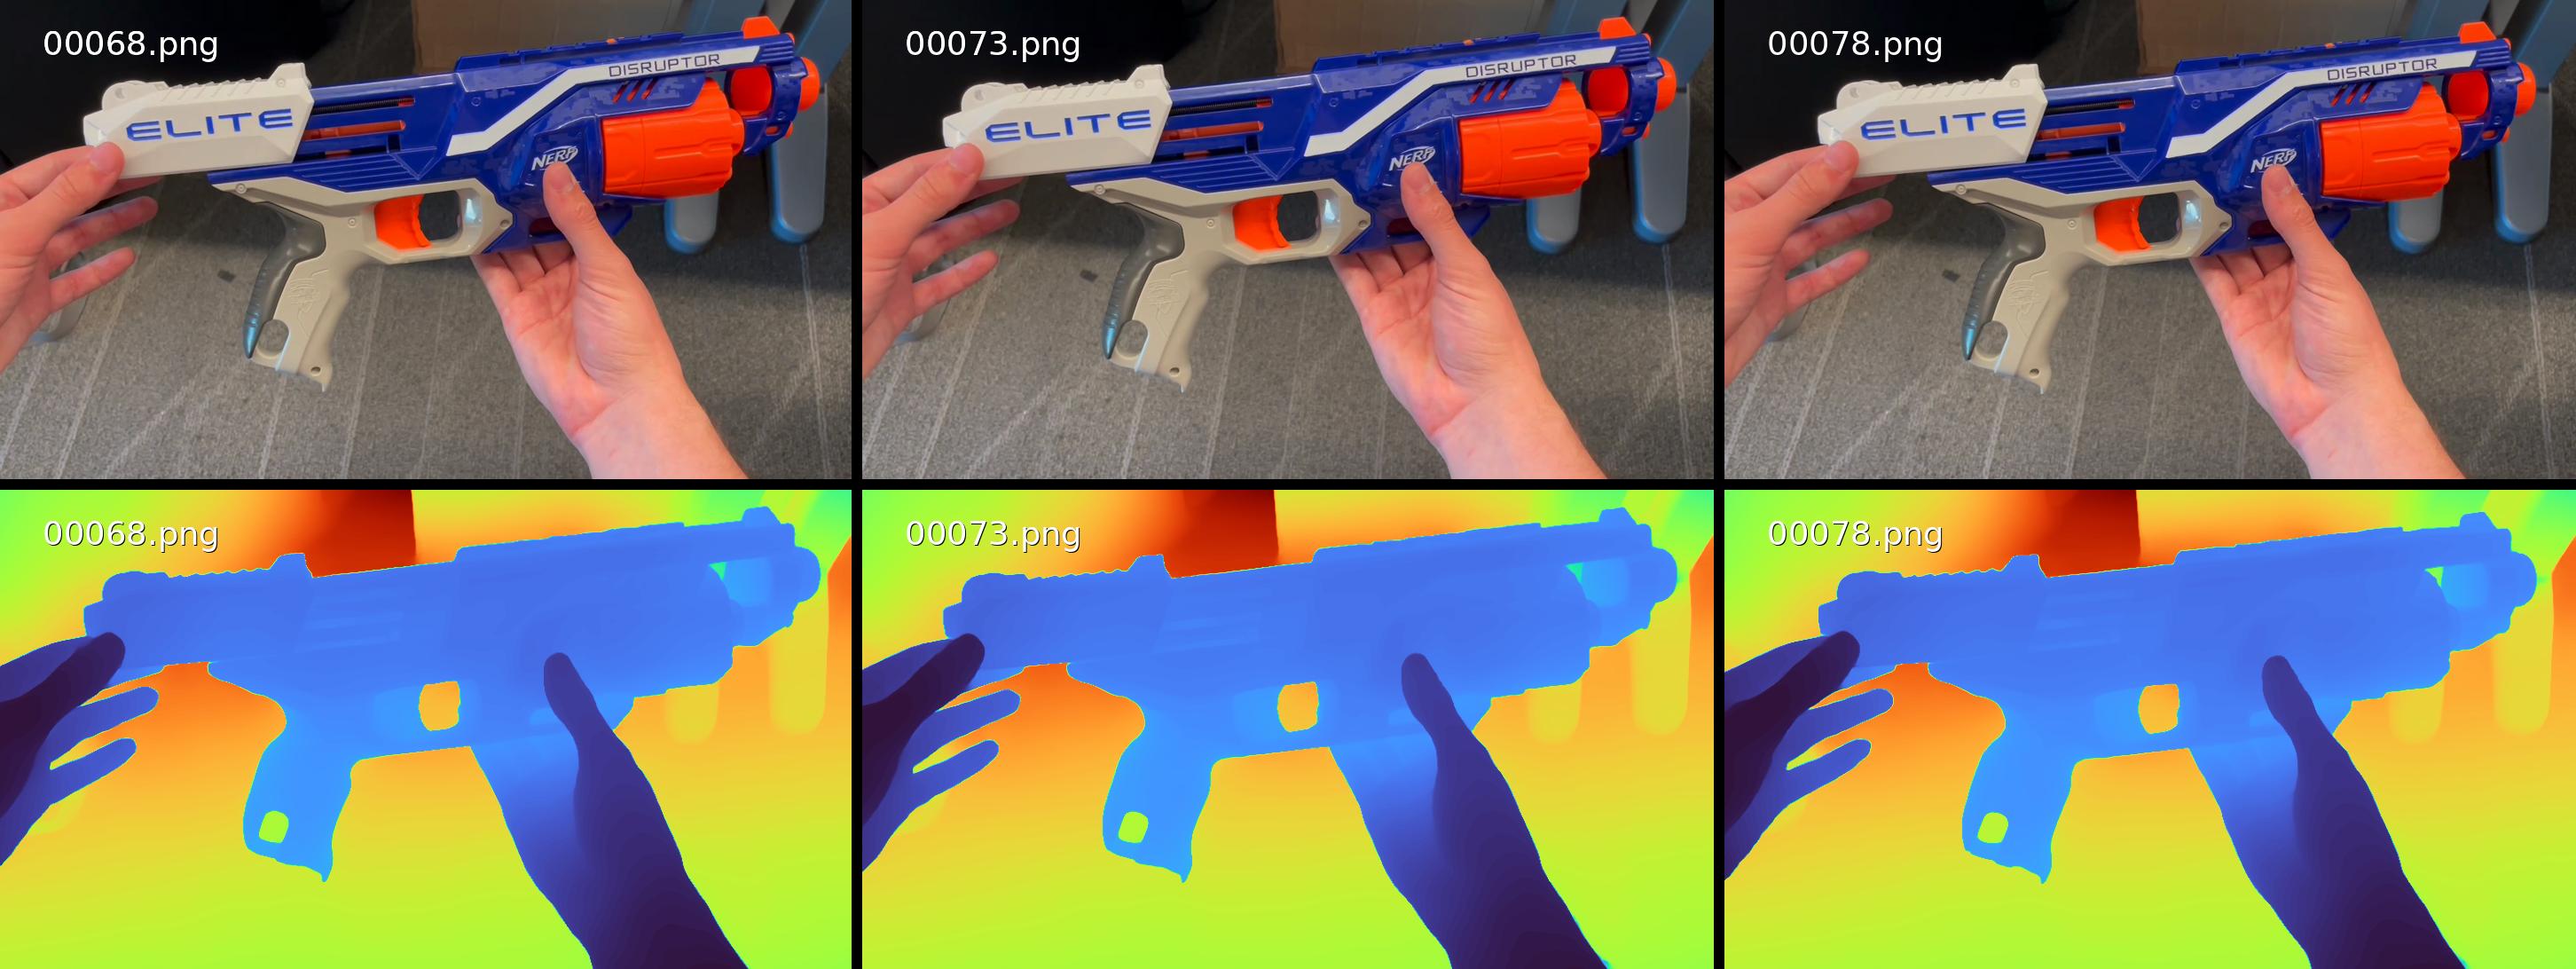 00068.png
DISRUPTOR
ELITE
NERF
00073.png
DISRUPTOR
ELITE
NERF
00078.png
DISRUPTOR
ELITE
NERF
00068.png
00073.png
00078.png